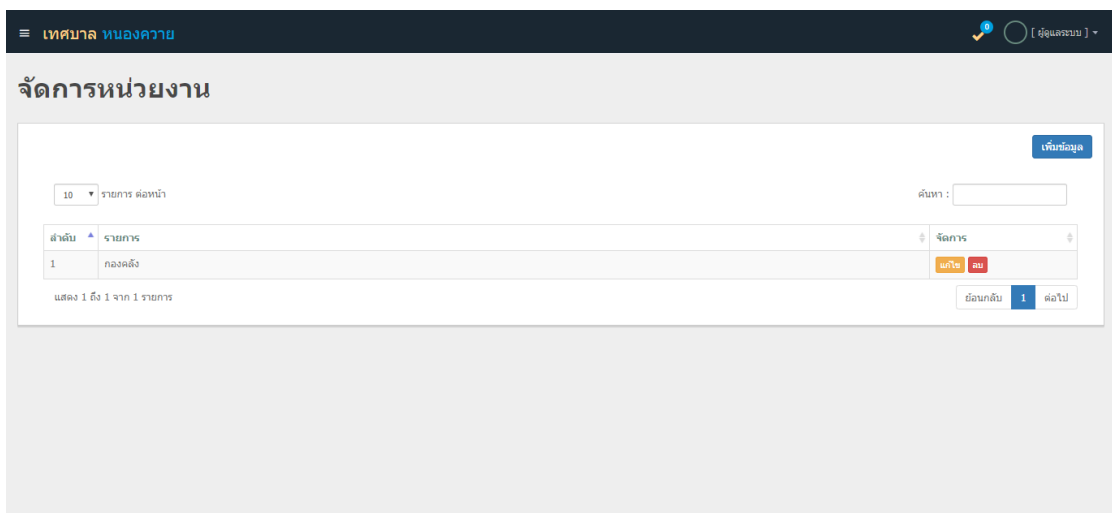 ≡ เทศบาล หนองควาย 0 [ ผู้ดูแลระบบ ]
จัดการหน่วยงาน
เพิ่มข้อมูล
10 รายการ ต่อหน้า ค้นหา :
ลำดับ รายการ จัดการ
1 กองคลัง แก้ไข ลบ
แสดง 1 ถึง 1 จาก 1 รายการ ย้อนกลับ 1 ต่อไป